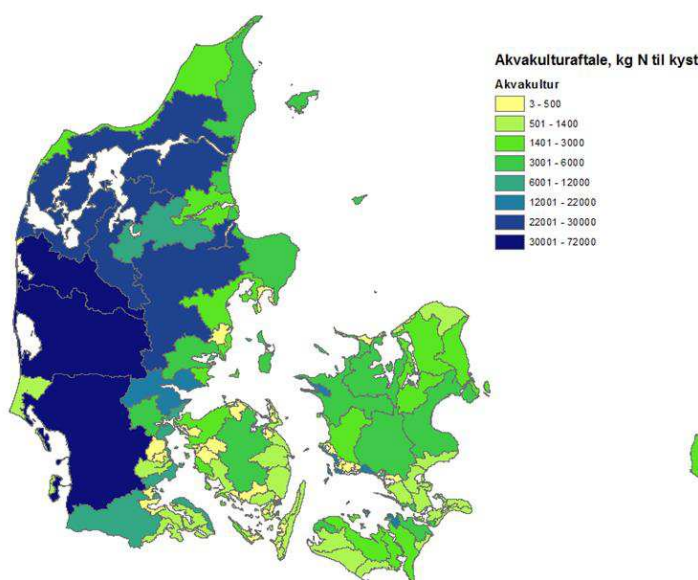 Akvakulturaftale, kg N til kyst
Akvakultur
3 - 500
501 - 1400
1401 - 3000
3001 - 6000
6001 - 12000
12001 - 22000
22001 - 30000
30001 - 72000